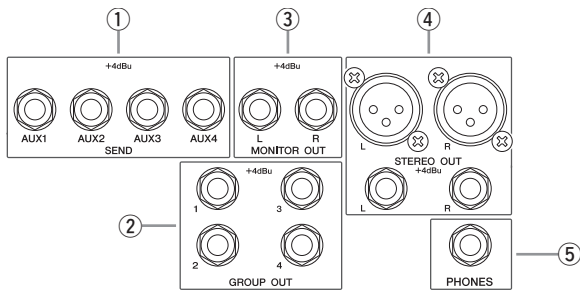 ① ③ ④
+4dBu +4dBu
AUX1 AUX2 AUX3 AUX4
SEND
L R
MONITOR OUT
L R
STEREO OUT
+4dBu
L R
② +4dBu
1 3
2 4
GROUP OUT
PHONES ⑤